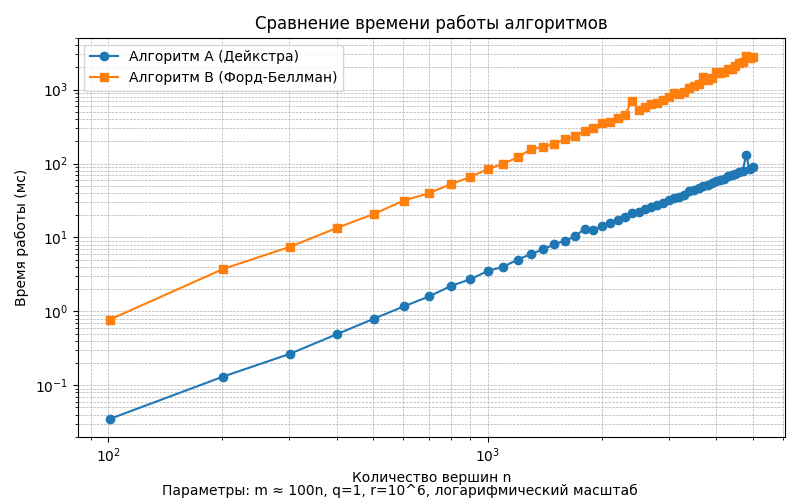 Сравнение времени работы алгоритмов
Алгоритм A (Дейкстра)
Алгоритм B (Форд-Беллман)
Время работы (мс)
10³
10²
10¹
10⁰
10⁻¹
10² 10³
Количество вершин n
Параметры: m ≈ 100n, q=1, r=10^6, логарифмический масштаб